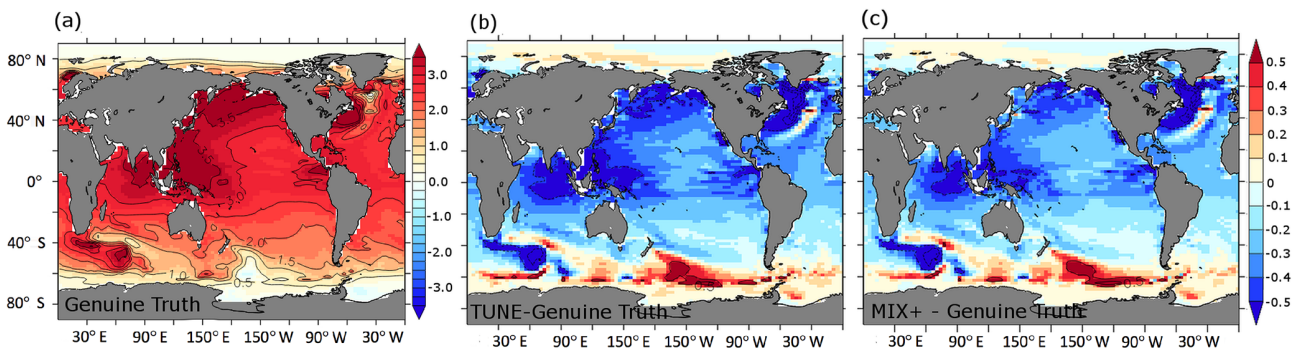 (a)
(b)
(c)
80° N
40° N
0°
40° S
80° S
3.0
2.0
1.0
0.0
-1.0
-2.0
-3.0
0.5
0.4
0.3
0.2
0.1
0
-0.1
-0.2
-0.3
-0.4
-0.5
2.0
1.5
1.0
0.5
0.5
Genuine Truth
TUNE-Genuine Truth
MIX+ - Genuine Truth
30° E 90° E 150° E 150° W 90° W 30° W
30° E 90° E 150° E 150° W 90° W 30° W
30° E 90° E 150° E 150° W 90° W 30° W